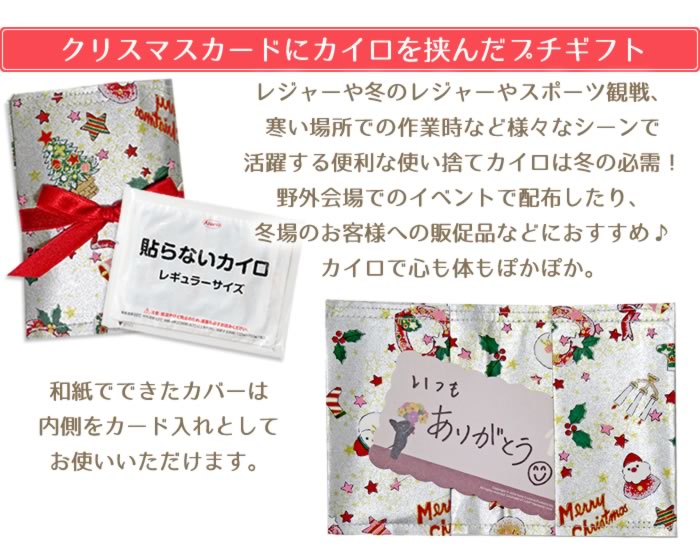 クリスマスカードにカイロを挟んだプチギフト
レジャーや冬のレジャーやスポーツ観戦、
寒い場所での作業時など様々なシーンで
活躍する便利な使い捨てカイロは冬の必需！
野外会場でのイベントで配布したり、
冬場のお客様への販促品などにおすすめ♪
カイロで心も体もぽかぽか。
貼らないカイロ
レギュラーサイズ
和紙でできたカバーは
内側をカード入れとして
お使いいただけます。
いつも
ありがとう
Merry
Christmas
Merry
Christmas